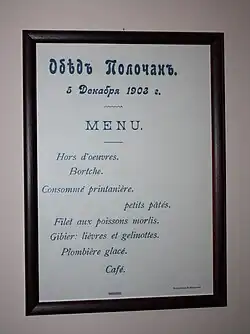 Обѣдъ Полочанъ.
5 Декабря 1903 г.
MENU.
Hors d'oeuvres.
Bortche.
Consommé printanière.
petits pâtés.
Filet aux poissons morlis.
Gibier: lièvres et gelinottes.
Plombière glacé.
Café.